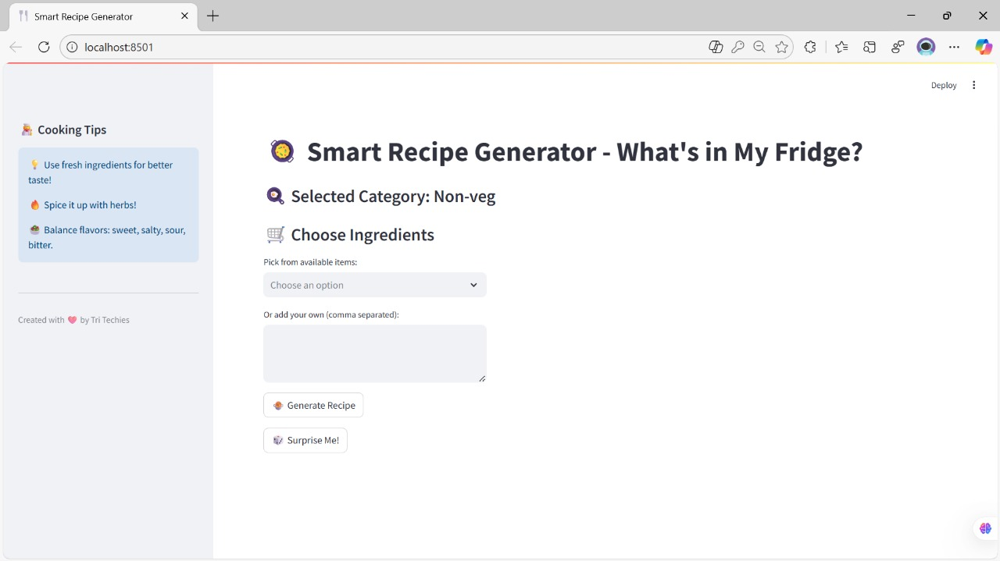 Smart Recipe Generator
localhost:8501
Deploy
Cooking Tips
Use fresh ingredients for better
taste!
Spice it up with herbs!
Balance flavors: sweet, salty, sour,
bitter.
Created with ❤️ by Tri Techies
Smart Recipe Generator - What's in My Fridge?
Selected Category: Non-veg
Choose Ingredients
Pick from available items:
Choose an option
Or add your own (comma separated):
Generate Recipe
Surprise Me!